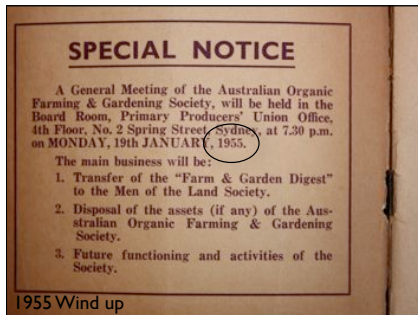 SPECIAL NOTICE
A General Meeting of the Australian Organic
Farming & Gardening Society, will be held in the
Board Room, Primary Producers' Union Office,
4th Floor, No. 2 Spring Street, Sydney, at 7.30 p.m.
on MONDAY, 19th JANUARY, 1955.
The main business will be:
1. Transfer of the "Farm & Garden Digest"
to the Men of the Land Society.
2. Disposal of the assets (if any) of the Aus-
stralian Organic Farming & Gardening
Society.
3. Future functioning and activities of the
Society.
1955 Wind up